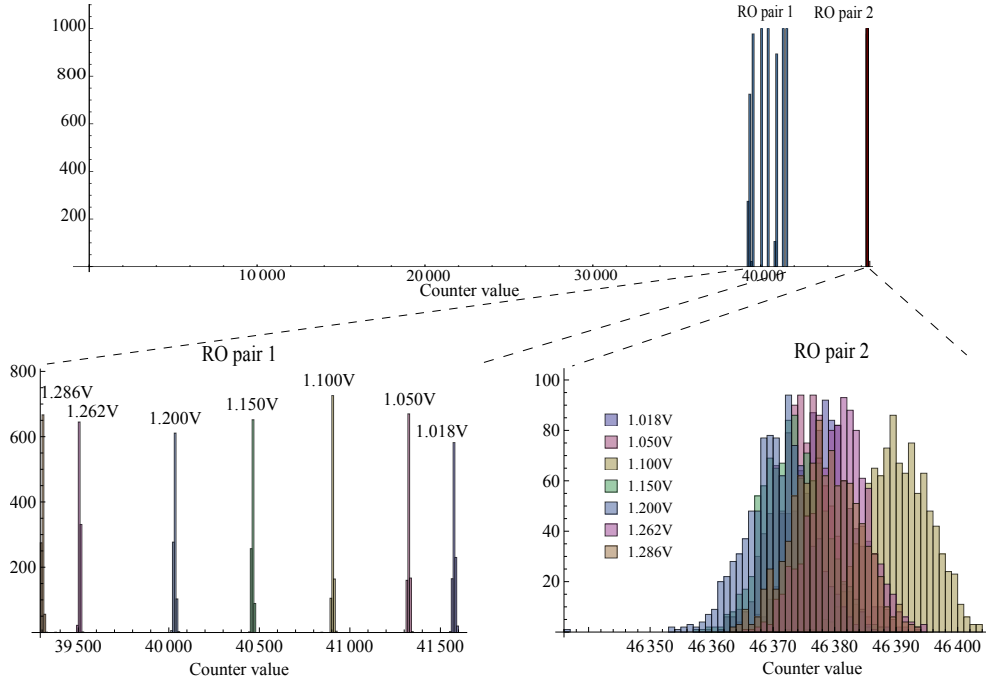 RO pair 1 RO pair 2
1000
800
600
400
200
10 000 20 000 30 000 40 000
Counter value
RO pair 1
800
600
400
200
1.286V
1.262V
1.200V
1.150V
1.100V
1.050V
1.018V
39 500 40 000 40 500 41 000 41 500
Counter value
RO pair 2
100
80
60
40
20
1.018V
1.050V
1.100V
1.150V
1.200V
1.262V
1.286V
46 350 46 360 46 370 46 380 46 390 46 400
Counter value